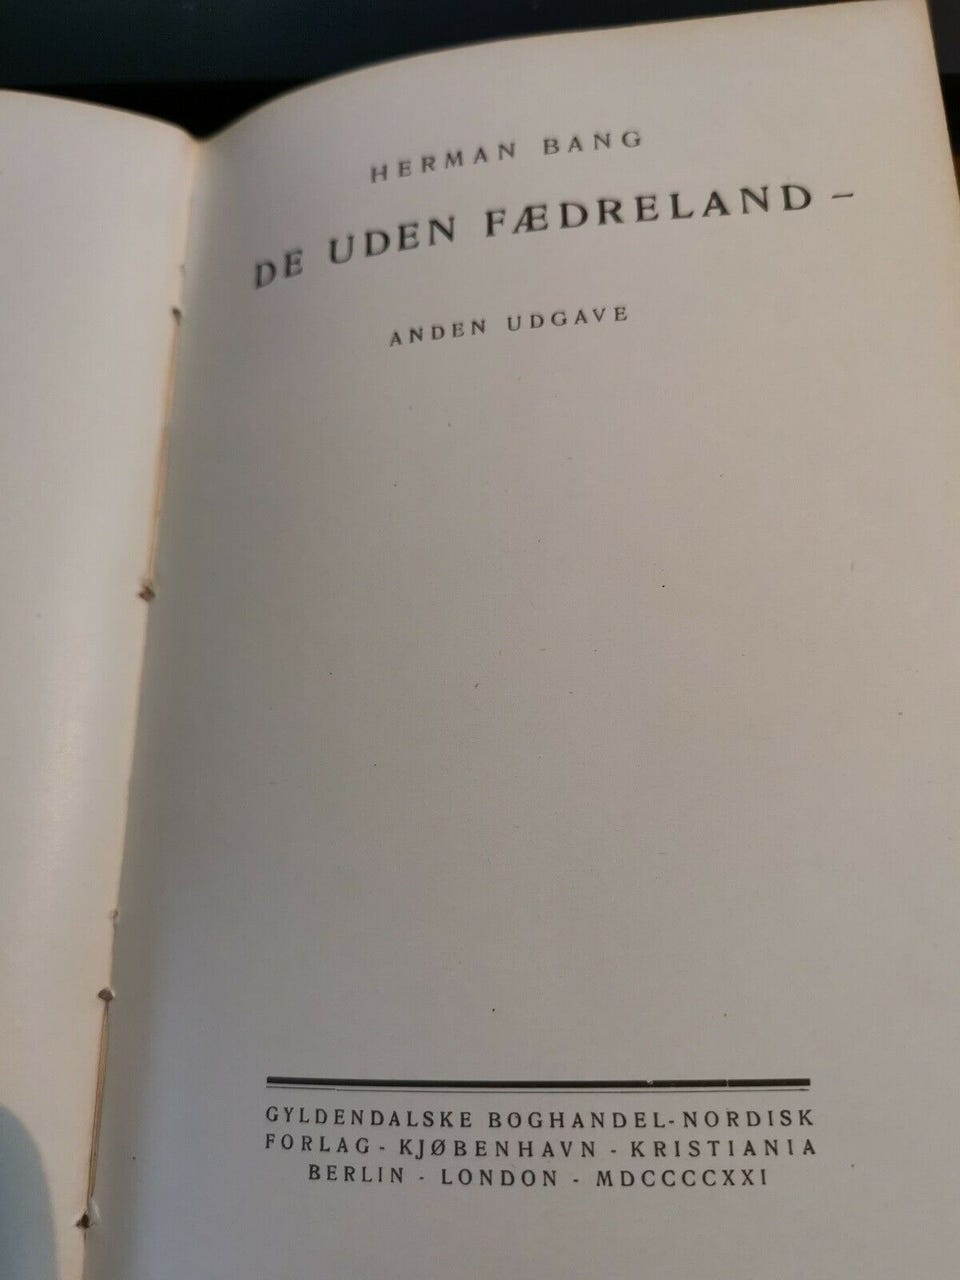 HERMAN BANG
DE UDEN FÆDRELAND –
ANDEN UDGAVE
GYLDENDALSKE BOGHANDEL-NORDISK
FORLAG - KJØBENHAVN - KRISTIANIA
BERLIN - LONDON - MDCCCCXXI